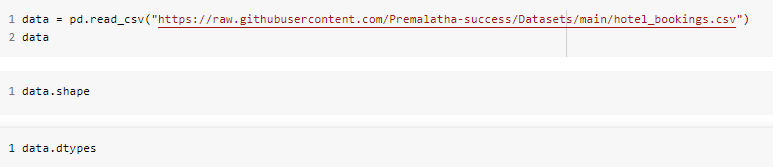 1 data = pd.read_csv("https://raw.githubusercontent.com/Premalatha-success/Datasets/main/hotel_bookings.csv")
2 data
1 data.shape
1 data.dtypes